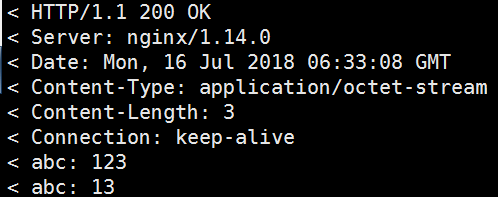 < HTTP/1.1 200 OK
< Server: nginx/1.14.0
< Date: Mon, 16 Jul 2018 06:33:08 GMT
< Content-Type: application/octet-stream
< Content-Length: 3
< Connection: keep-alive
< abc: 123
< abc: 13